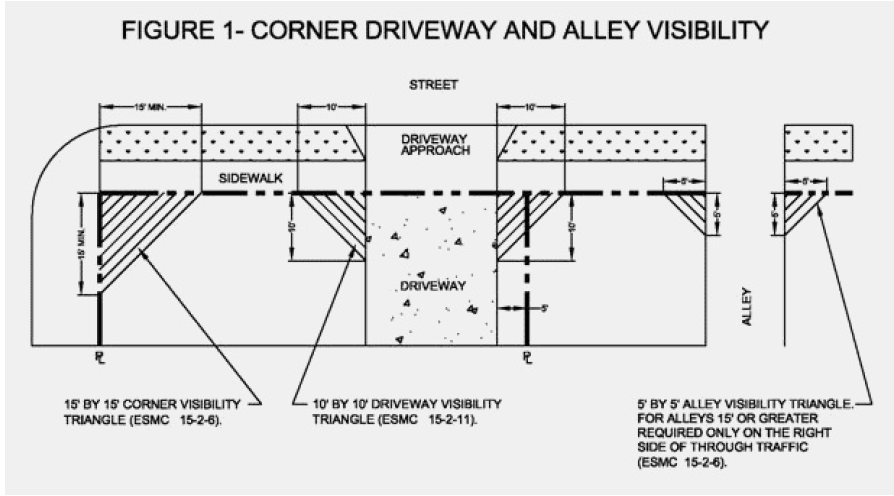 FIGURE 1- CORNER DRIVEWAY AND ALLEY VISIBILITY
STREET
15' MIN.
10'
10'
DRIVEWAY
APPROACH
SIDEWALK
5'
5'
15' MIN.
10'
10'
5'
5'
DRIVEWAY
5'
ALLEY
PL
PL
15' BY 15' CORNER VISIBILITY
TRIANGLE (ESMC 15-2-6).
10' BY 10' DRIVEWAY VISIBILITY
TRIANGLE (ESMC 15-2-11).
5' BY 5' ALLEY VISIBILITY TRIANGLE.
FOR ALLEYS 15' OR GREATER
REQUIRED ONLY ON THE RIGHT
SIDE OF THROUGH TRAFFIC
(ESMC 15-2-6).